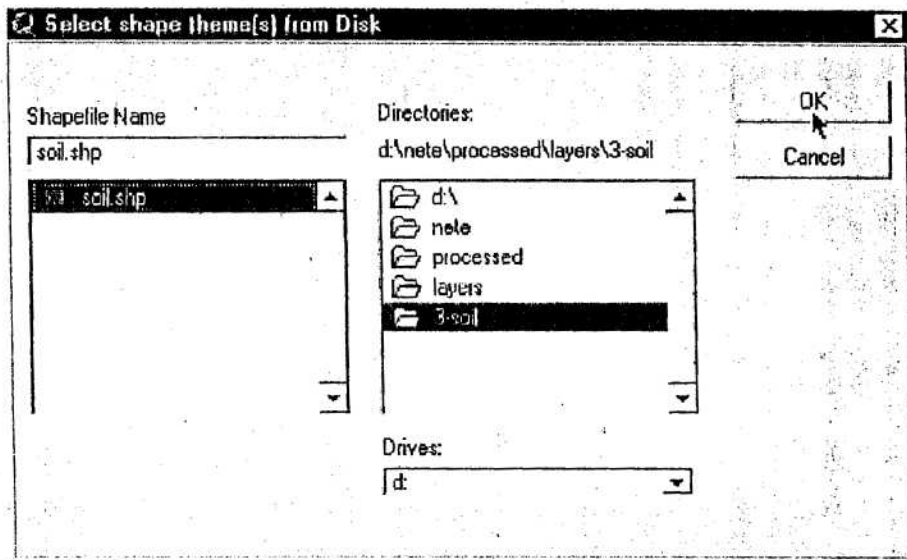 Select shape theme(s) from Disk
Shapefile Name
soil.shp
soil.shp
Directories:
d:\nete\processed\layers\3-soil
d:\
nete
processed
layers
3-soil
Drives:
d:
OK
Cancel